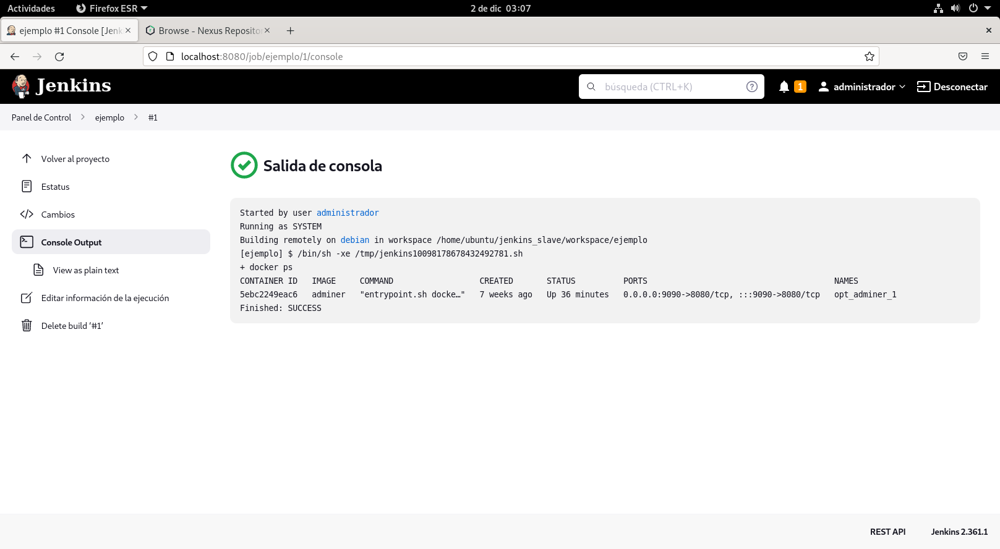 Actividades Firefox ESR 2 de dic 03:07
ejemplo #1 Console [Jenk Browse - Nexus Repositor
localhost:8080/job/ejemplo/1/console
Jenkins búsqueda (CTRL+K) 1 administrador Desconectar
Panel de Control ejemplo #1
Volver al proyecto
Estatus
Cambios
Console Output
View as plain text
Editar información de la ejecución
Delete build ‘#1’
Salida de consola
Started by user administrador
Running as SYSTEM
Building remotely on debian in workspace /home/ubuntu/jenkins_slave/workspace/ejemplo
[ejemplo] $ /bin/sh -xe /tmp/jenkins10098178678432492781.sh
+ docker ps
CONTAINER ID IMAGE COMMAND CREATED STATUS PORTS NAMES
5ebc2249eac6 adminer "entrypoint.sh docke…" 7 weeks ago Up 36 minutes 0.0.0.0:9090->8080/tcp, :::9090->8080/tcp opt_adminer_1
Finished: SUCCESS
REST API Jenkins 2.361.1